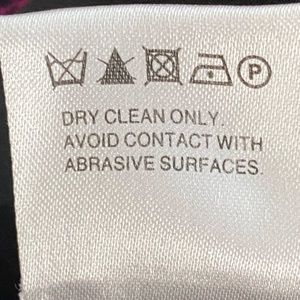 P
DRY CLEAN ONLY.
AVOID CONTACT WITH
ABRASIVE SURFACES.